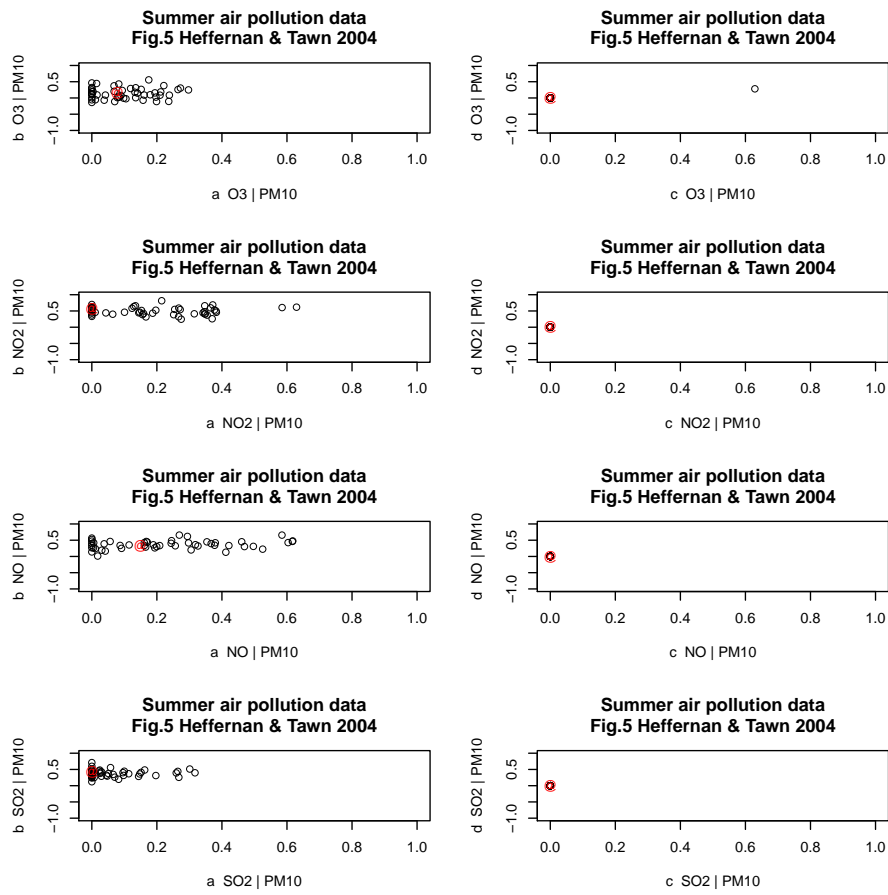 Summer air pollution data
Fig.5 Heffernan & Tawn 2004
b O3 | PM10
-1.0 0.5
0.0 0.2 0.4 0.6 0.8 1.0
a O3 | PM10
Summer air pollution data
Fig.5 Heffernan & Tawn 2004
d O3 | PM10
-1.0 0.5
0.0 0.2 0.4 0.6 0.8 1.0
c O3 | PM10
Summer air pollution data
Fig.5 Heffernan & Tawn 2004
b NO2 | PM10
-1.0 0.5
0.0 0.2 0.4 0.6 0.8 1.0
a NO2 | PM10
Summer air pollution data
Fig.5 Heffernan & Tawn 2004
d NO2 | PM10
-1.0 0.5
0.0 0.2 0.4 0.6 0.8 1.0
c NO2 | PM10
Summer air pollution data
Fig.5 Heffernan & Tawn 2004
b NO | PM10
-1.0 0.5
0.0 0.2 0.4 0.6 0.8 1.0
a NO | PM10
Summer air pollution data
Fig.5 Heffernan & Tawn 2004
d NO | PM10
-1.0 0.5
0.0 0.2 0.4 0.6 0.8 1.0
c NO | PM10
Summer air pollution data
Fig.5 Heffernan & Tawn 2004
b SO2 | PM10
-1.0 0.5
0.0 0.2 0.4 0.6 0.8 1.0
a SO2 | PM10
Summer air pollution data
Fig.5 Heffernan & Tawn 2004
d SO2 | PM10
-1.0 0.5
0.0 0.2 0.4 0.6 0.8 1.0
c SO2 | PM10